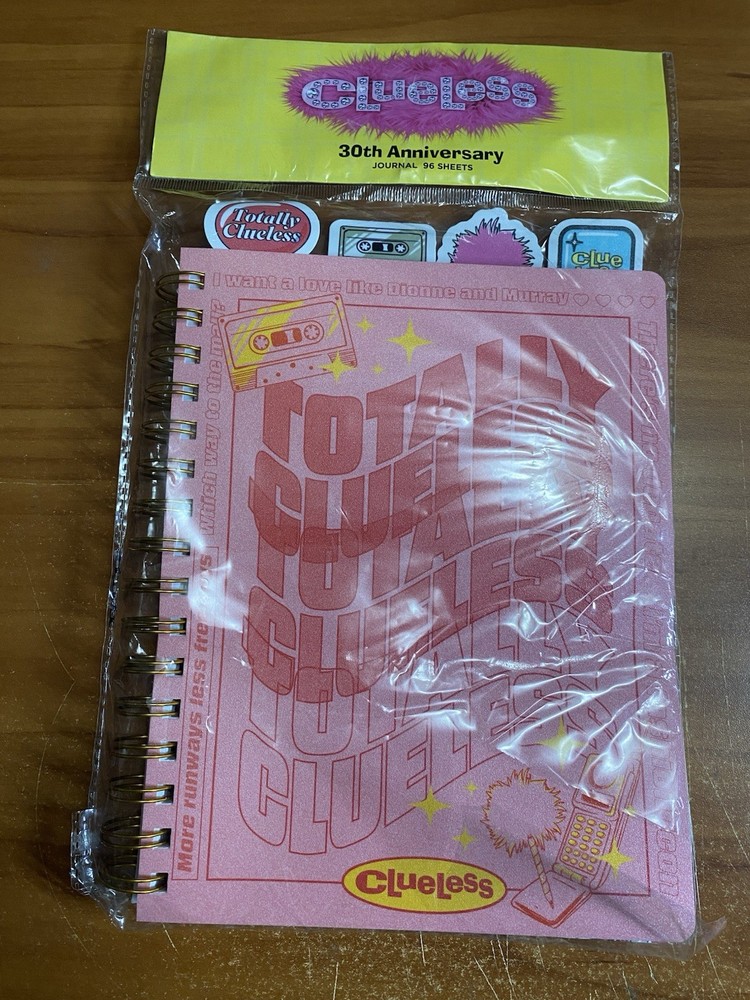 Clueless
30th Anniversary
JOURNAL 96 SHEETS
Totally
Clueless
Clue
I want a love like Dionne and Murray
Which way to the mall?
More runways less
TOTALLY
CLUELESS
TOTALLY
CLUELESS
TOTALLY
CLUELESS
Clueless